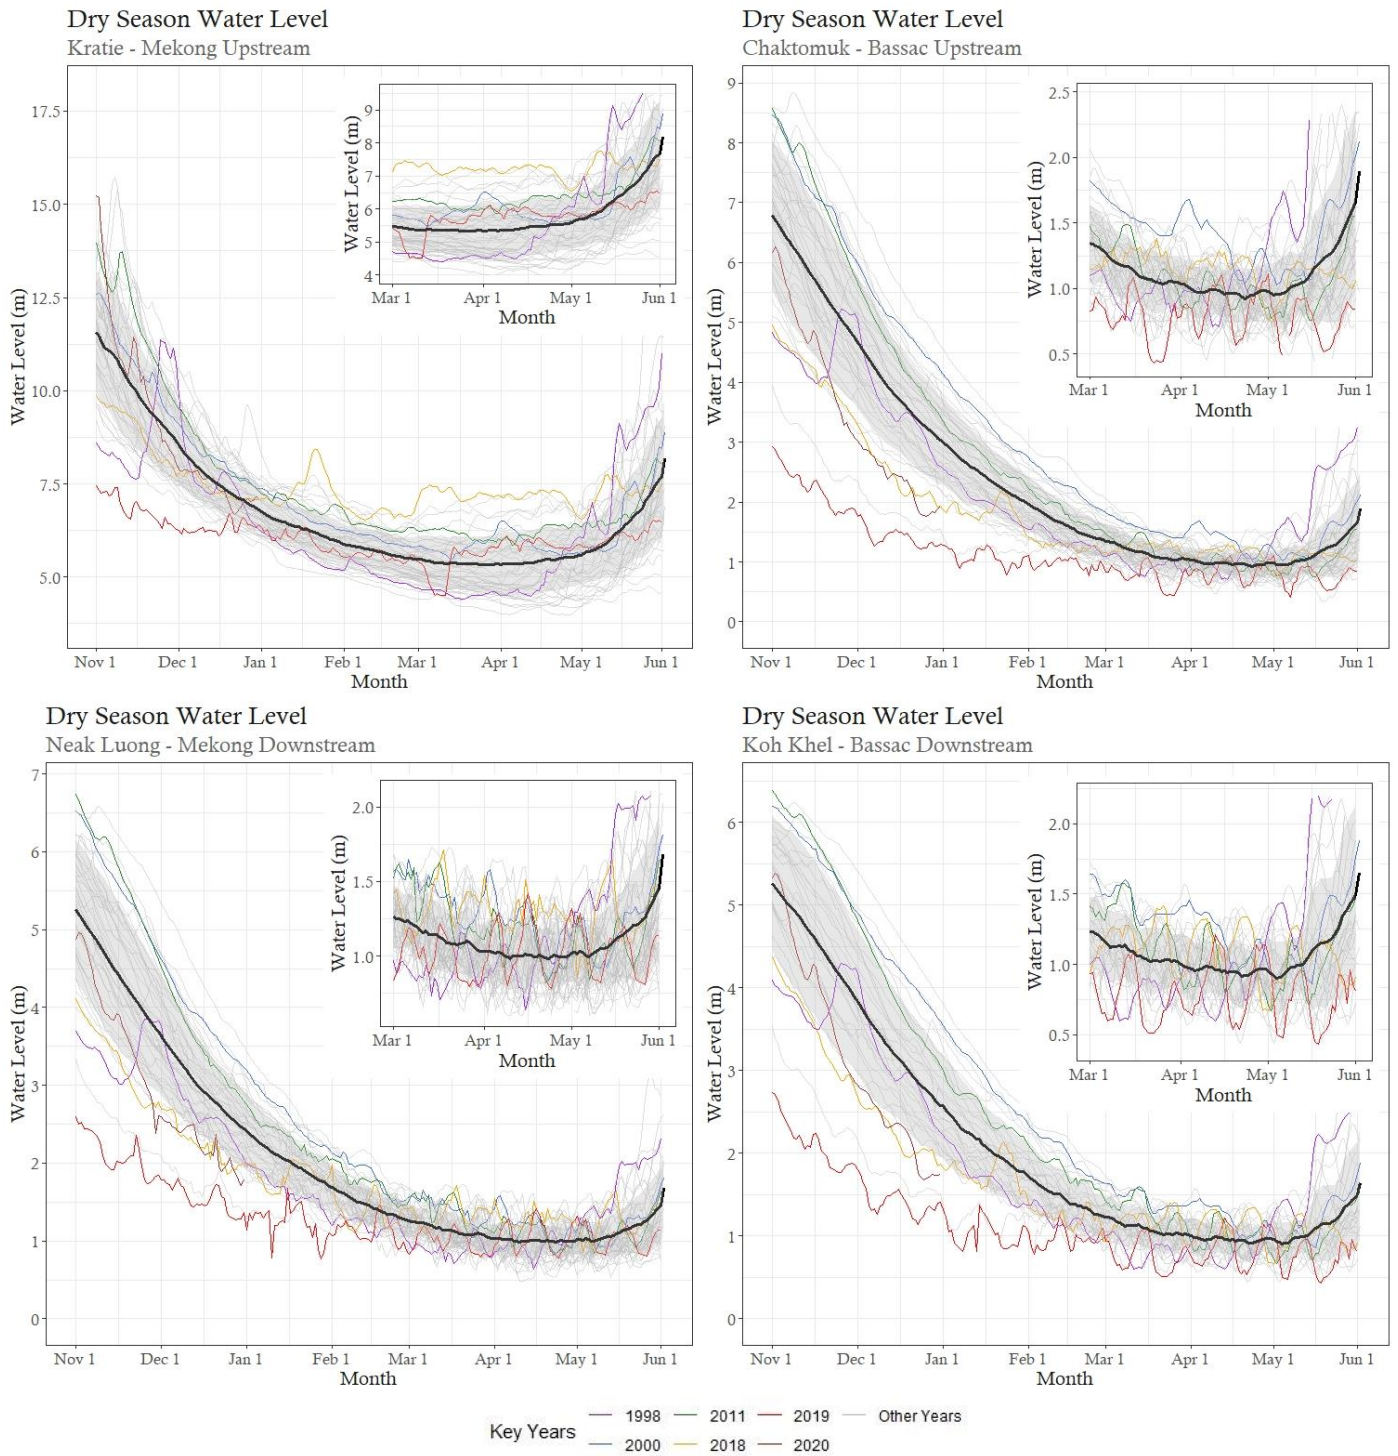 Dry Season Water Level
Kratie - Mekong Upstream
Water Level (m)
17.5
15.0
12.5
10.0
7.5
5.0
Nov 1 Dec 1 Jan 1 Feb 1 Mar 1 Apr 1 May 1 Jun 1
Month
Water Level (m)
9
8
7
6
5
4
Mar 1 Apr 1 May 1 Jun 1
Month
Dry Season Water Level
Chaktomuk - Bassac Upstream
Water Level (m)
9
8
7
6
5
4
3
2
1
0
Nov 1 Dec 1 Jan 1 Feb 1 Mar 1 Apr 1 May 1 Jun 1
Month
Water Level (m)
2.5
2.0
1.5
1.0
0.5
Mar 1 Apr 1 May 1 Jun 1
Month
Dry Season Water Level
Neak Luong - Mekong Downstream
Water Level (m)
7
6
5
4
3
2
1
0
Nov 1 Dec 1 Jan 1 Feb 1 Mar 1 Apr 1 May 1 Jun 1
Month
Water Level (m)
2.0
1.5
1.0
Mar 1 Apr 1 May 1 Jun 1
Month
Dry Season Water Level
Koh Khel - Bassac Downstream
Water Level (m)
6
5
4
3
2
1
0
Nov 1 Dec 1 Jan 1 Feb 1 Mar 1 Apr 1 May 1 Jun 1
Month
Water Level (m)
2.0
1.5
1.0
0.5
Mar 1 Apr 1 May 1 Jun 1
Month
Key Years
1998 2011 2019 Other Years
2000 2018 2020